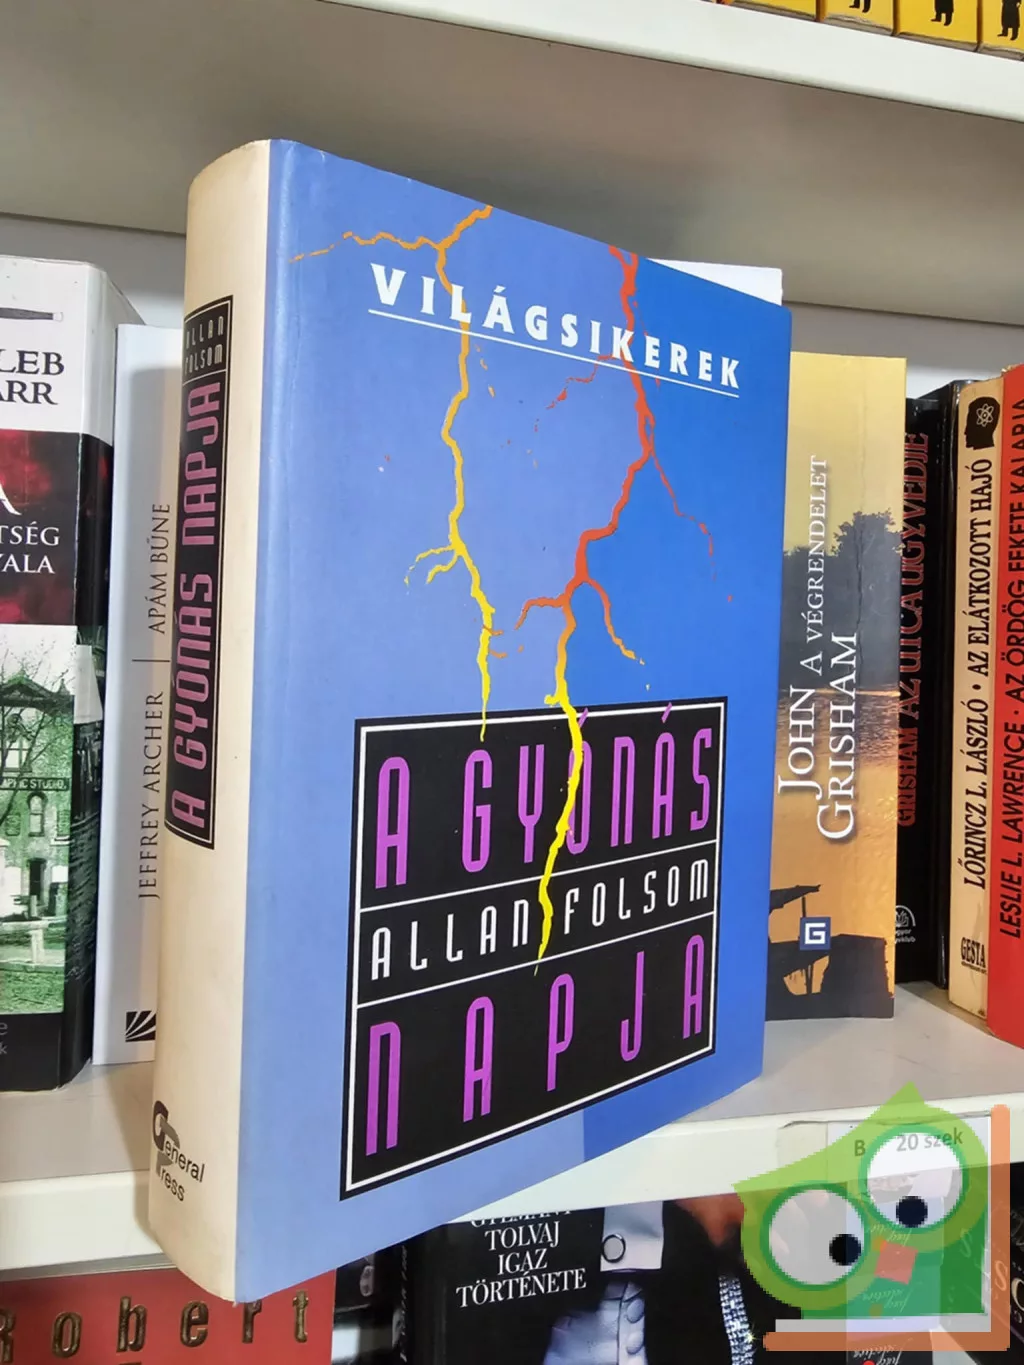 VILÁGSIKEREK
A GYÓNÁS
ALLAN FOLSOM
NAPJA
ALLAN
FOLSOM
A GYÓNÁS NAPJA
General
Press
LEB
ARR
A
TSÉG
YALA
JEFFREY ARCHER
APÁM BŰNE
JOHN
GRISHAM
A VÉGRENDELET
G
GRISHAM AZ UTCA ÜGYVÉDJE
LŐRINCZ L. LÁSZLÓ • AZ ELÁTKOZOTT HAJÓ
GESTA
LESLIE L. LAWRENCE • AZ ÖRDÖG FEKETE KALAPJA
B
20 szek
TOLVAJ
IGAZ
TÖRTÉNETE
Robert